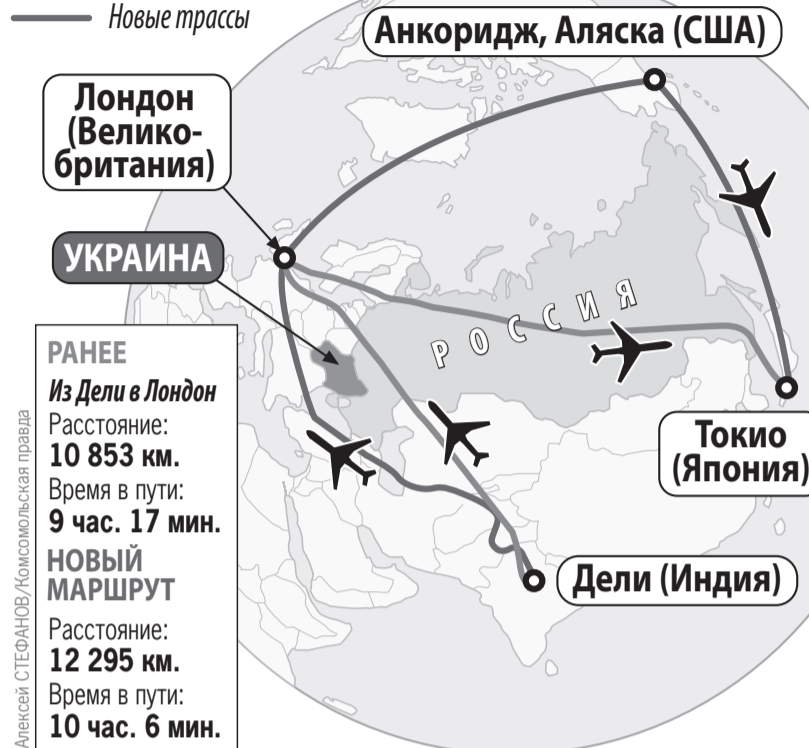 Новые трассы
Анкоридж, Аляска (США)
Лондон
(Велико-
британия)
УКРАИНА
РОССИЯ
РАНЕЕ
Из Дели в Лондон
Расстояние:
10 853 км.
Время в пути:
9 час. 17 мин.
НОВЫЙ
МАРШРУТ
Расстояние:
12 295 км.
Время в пути:
10 час. 6 мин.
Токио
(Япония)
Дели (Индия)
Алексей СТЕФАНОВ/Комсомольская правда